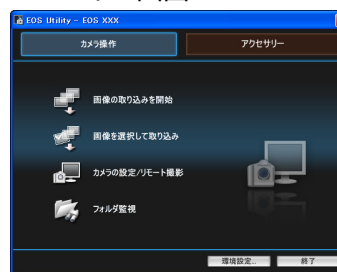 EOS Utility - EOS XXX
カメラ操作
アクセサリー
画像の取り込みを開始
画像を選択して取り込み
カメラの設定/リモート撮影
フォルダ監視
環境設定...
終了